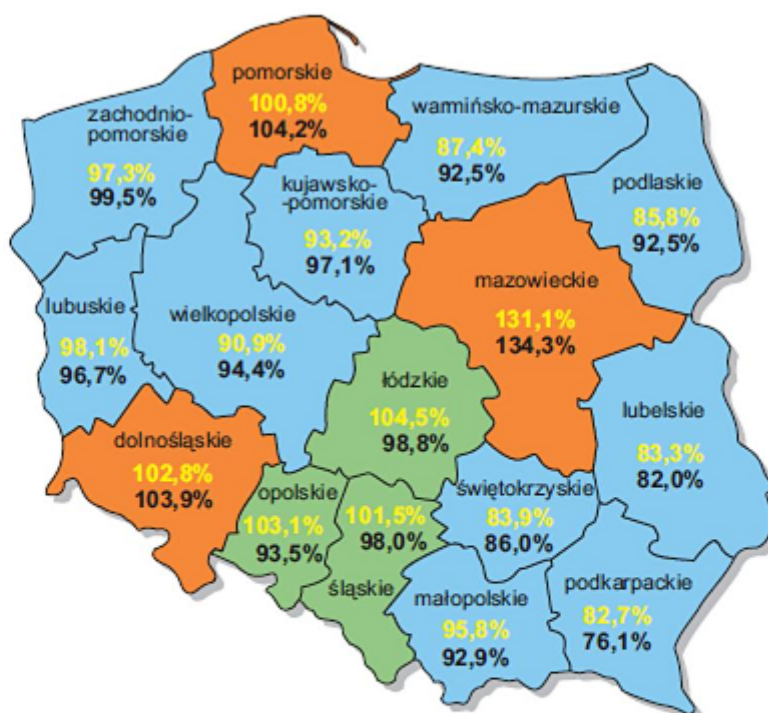 pomorskie
100,8%
104,2%
zachodnio-
pomorskie
97,3%
99,5%
warmińsko-mazurskie
87,4%
92,5%
podlaskie
85,8%
92,5%
kujawsko-
-pomorskie
93,2%
97,1%
mazowieckie
131,1%
134,3%
lubuskie
98,1%
96,7%
wielkopolskie
90,9%
94,4%
łódzkie
104,5%
98,8%
lubelskie
83,3%
82,0%
dolnośląskie
102,8%
103,9%
opolskie
103,1%
93,5%
101,5%
98,0%
śląskie
świętokrzyskie
83,9%
86,0%
małopolskie
95,8%
92,9%
podkarpackie
82,7%
76,1%